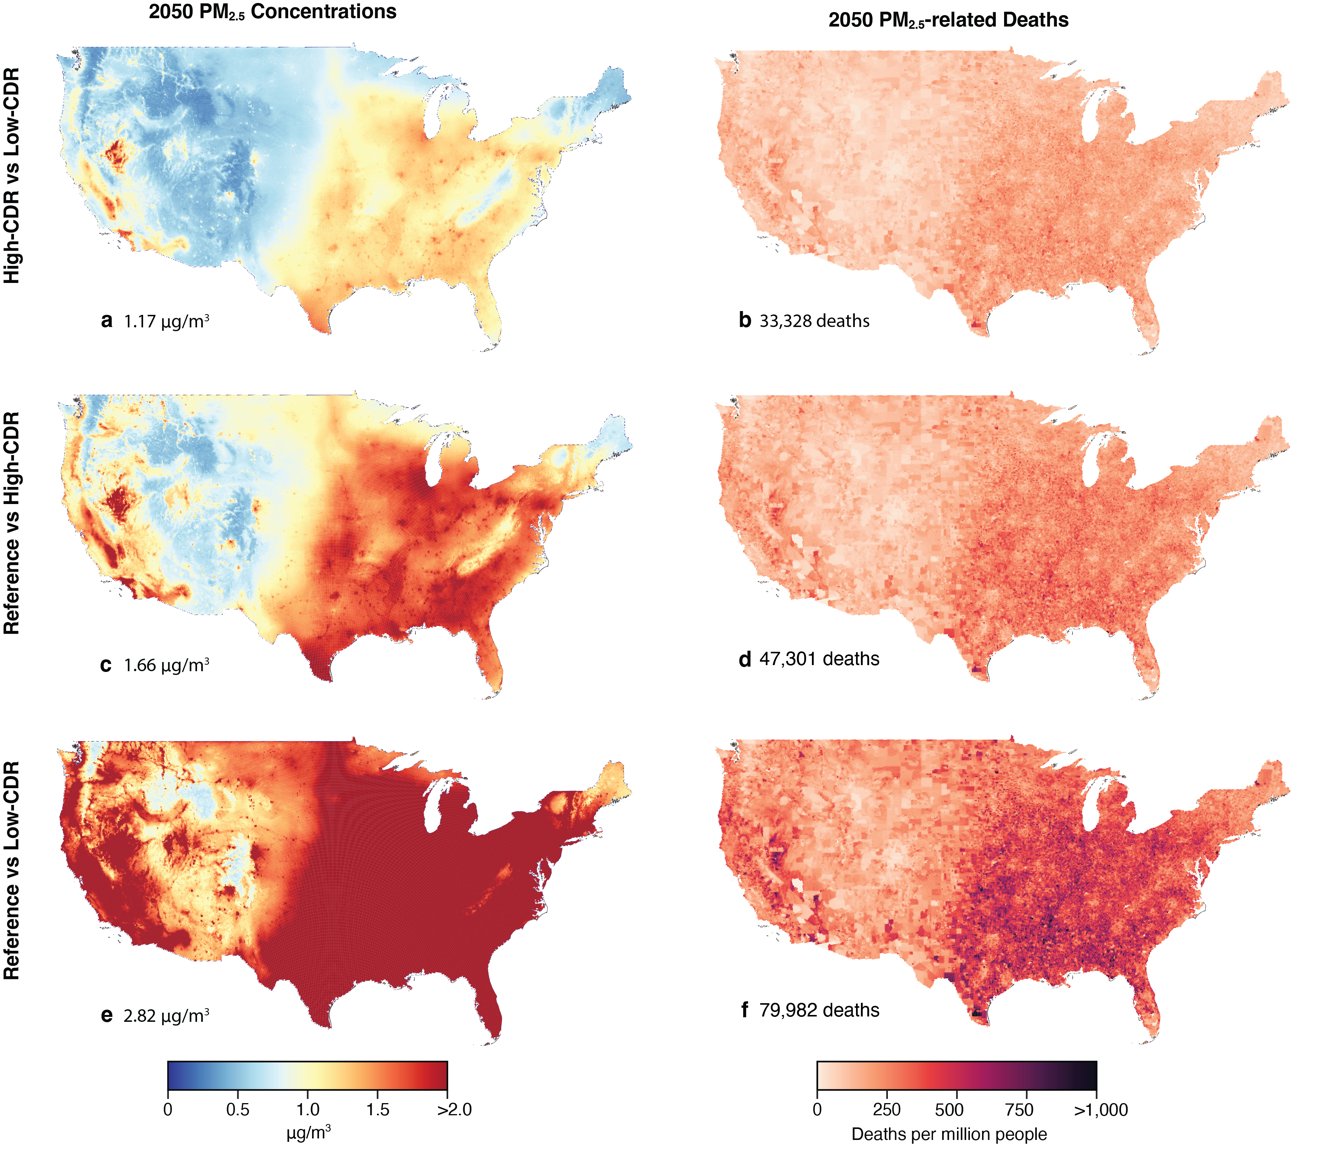 2050 PM2.5 Concentrations
2050 PM2.5-related Deaths
High-CDR vs Low-CDR
a 1.17 µg/m³
b 33,328 deaths
Reference vs High-CDR
c 1.66 µg/m³
d 47,301 deaths
Reference vs Low-CDR
e 2.82 µg/m³
f 79,982 deaths
0 0.5 1.0 1.5 >2.0
µg/m³
0 250 500 750 >1,000
Deaths per million people